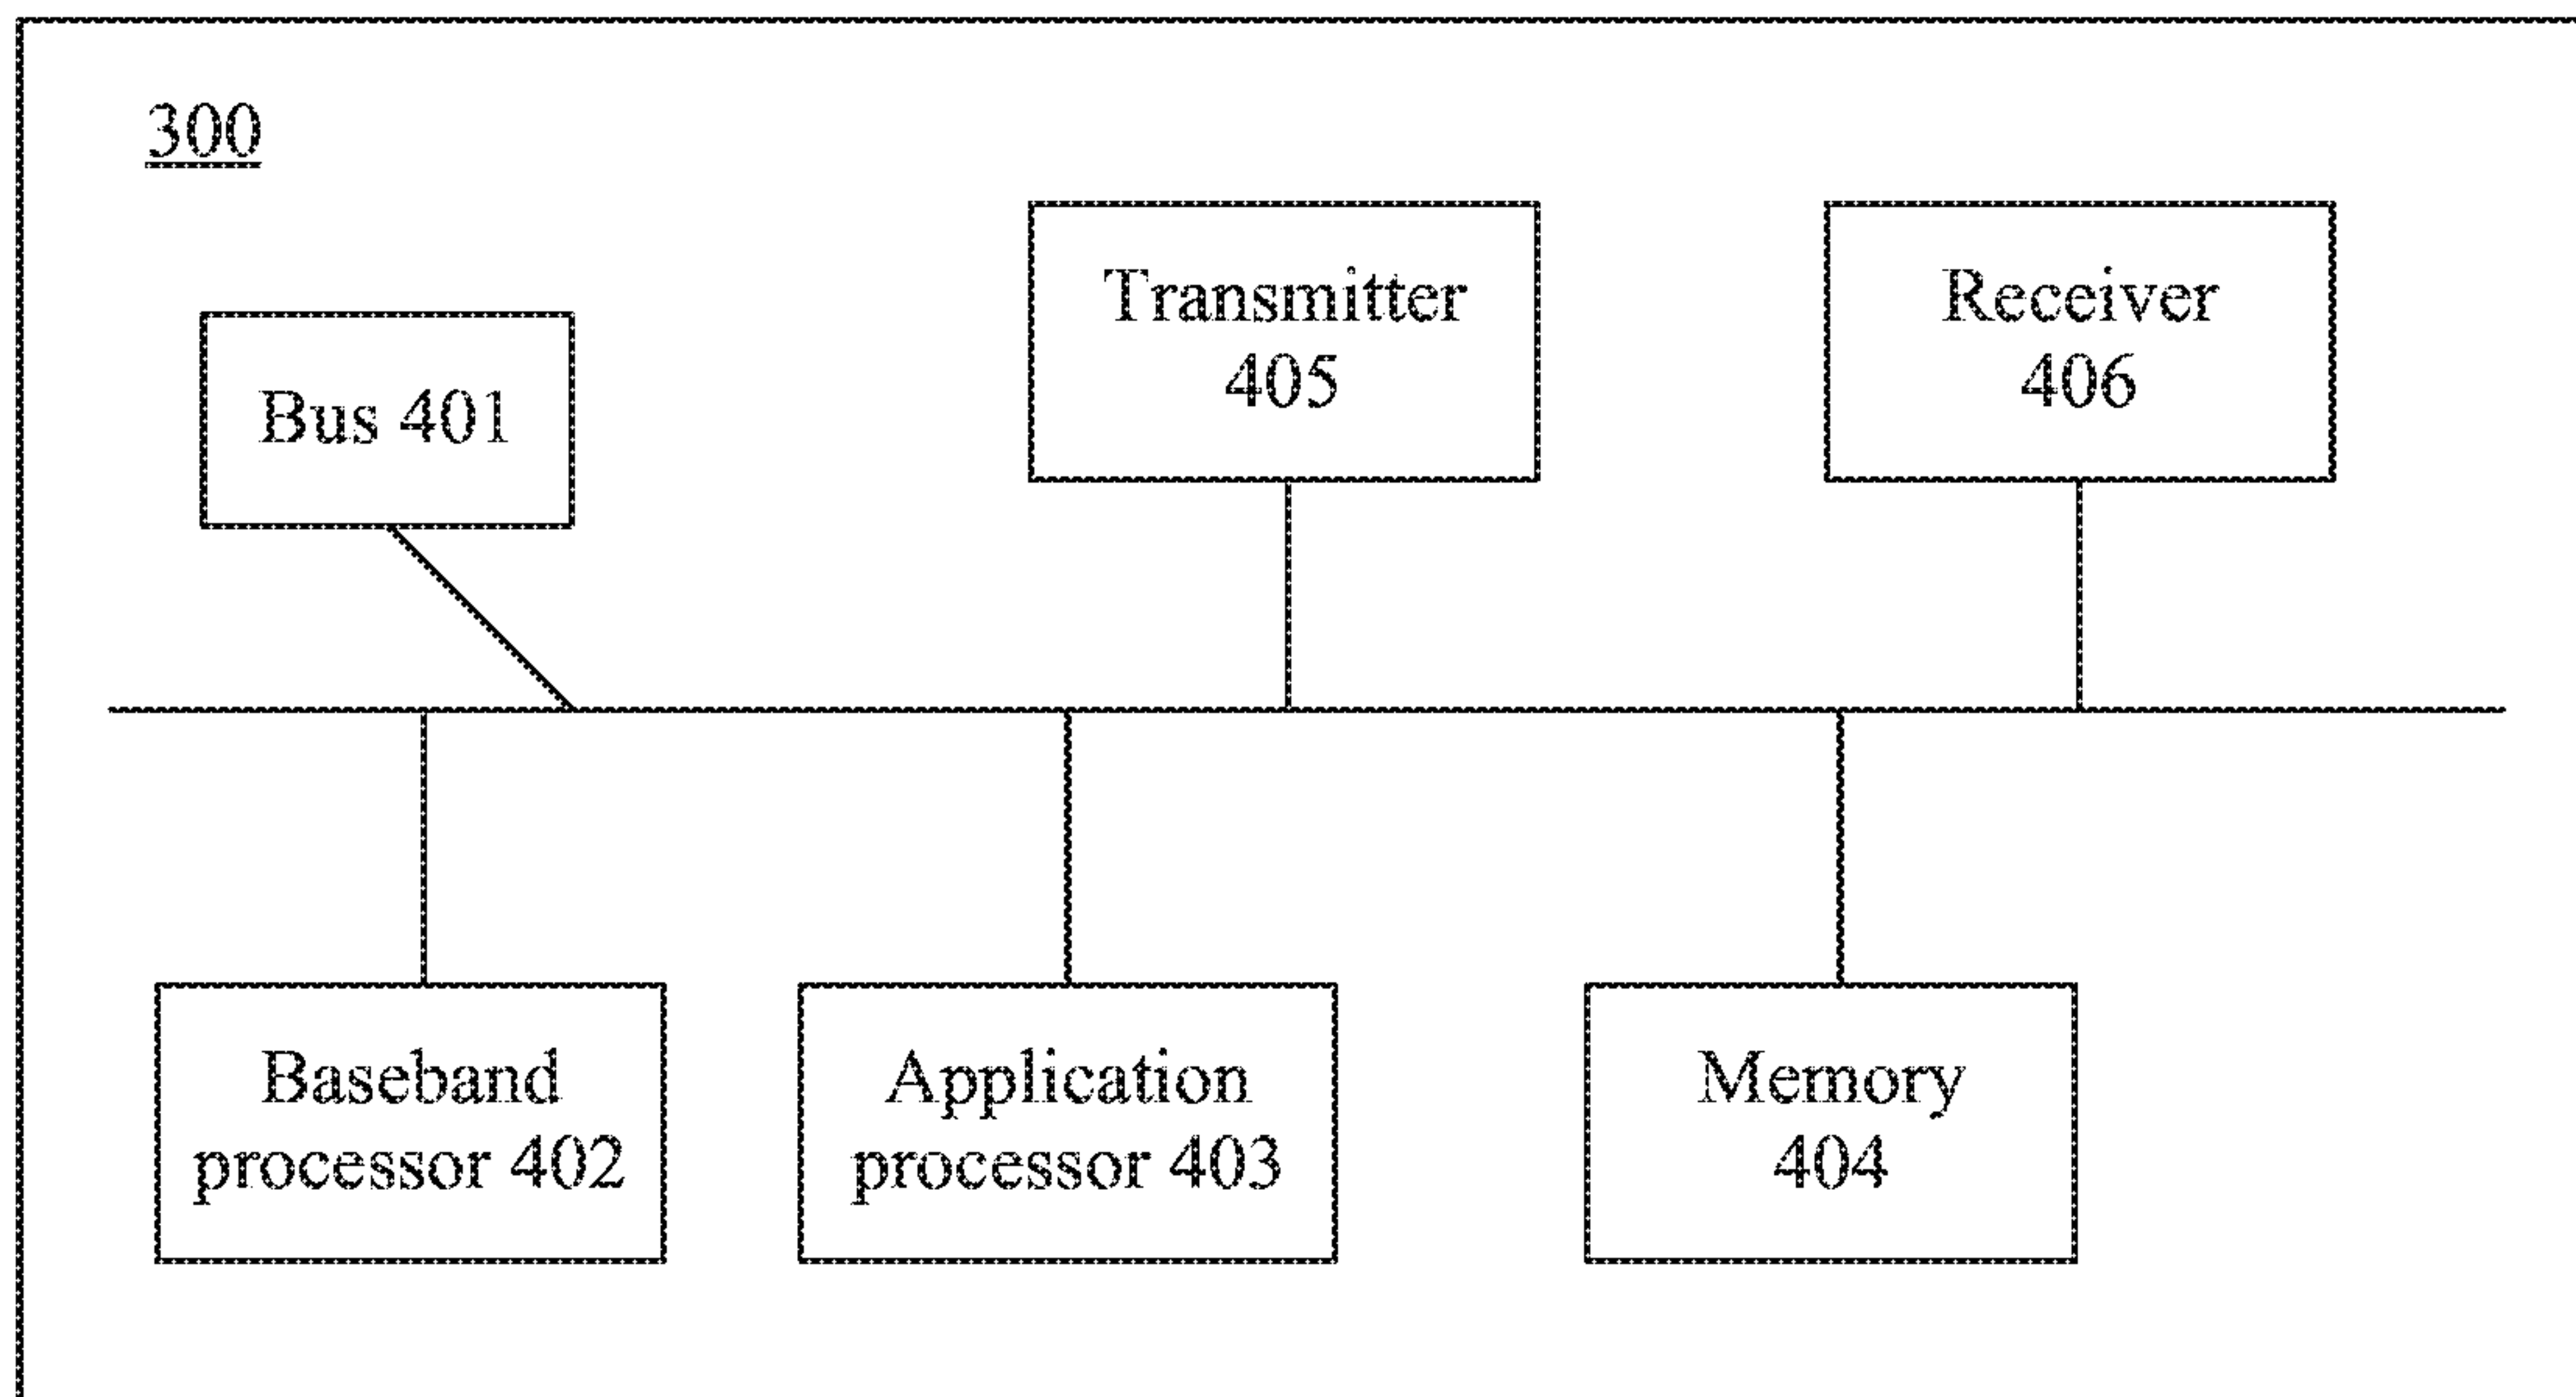 300
Transmitter
405
Receiver
406
Bus 401
Baseband
processor 402
Application
processor 403
Memory
404